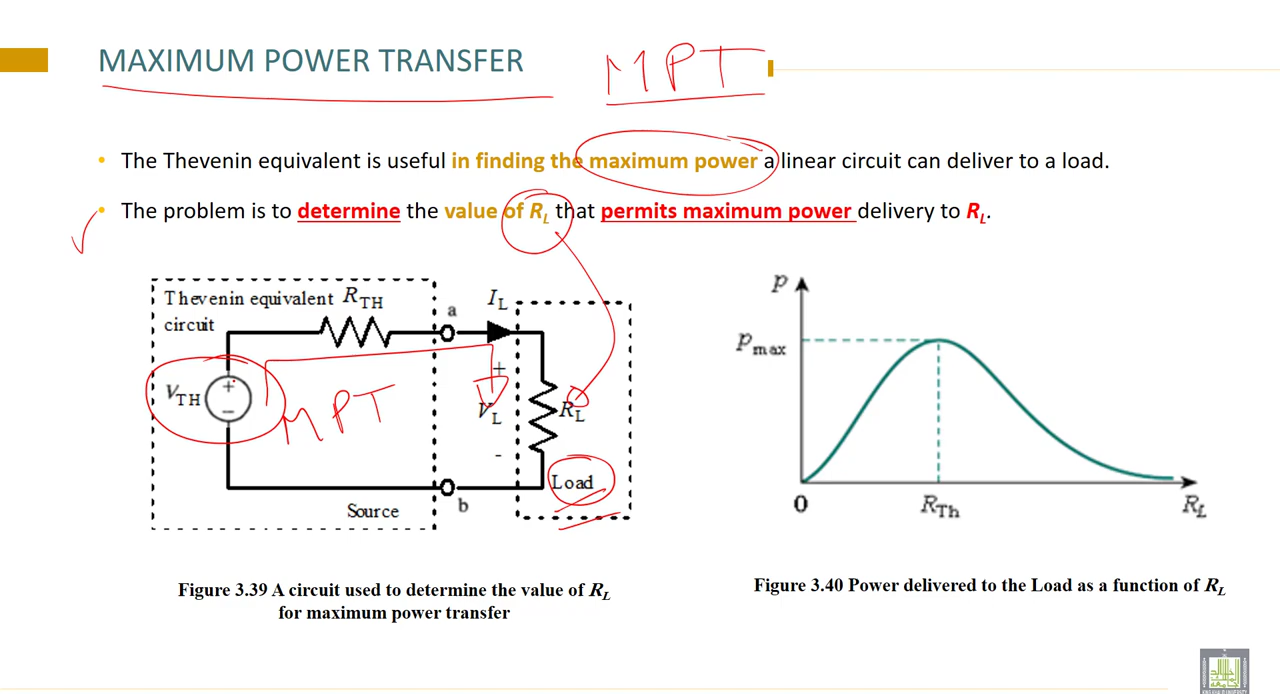 MAXIMUM POWER TRANSFER MPT
• The Thevenin equivalent is useful in finding the maximum power a linear circuit can deliver to a load.
• The problem is to determine the value of RL that permits maximum power delivery to RL.
Thevenin equivalent RTH
circuit
a
IL
VTH
+
−
MPT
+
VL
-
RL
Load
Source
b
p
Pmax
0
RTh
RL
Figure 3.39 A circuit used to determine the value of RL
for maximum power transfer
Figure 3.40 Power delivered to the Load as a function of RL